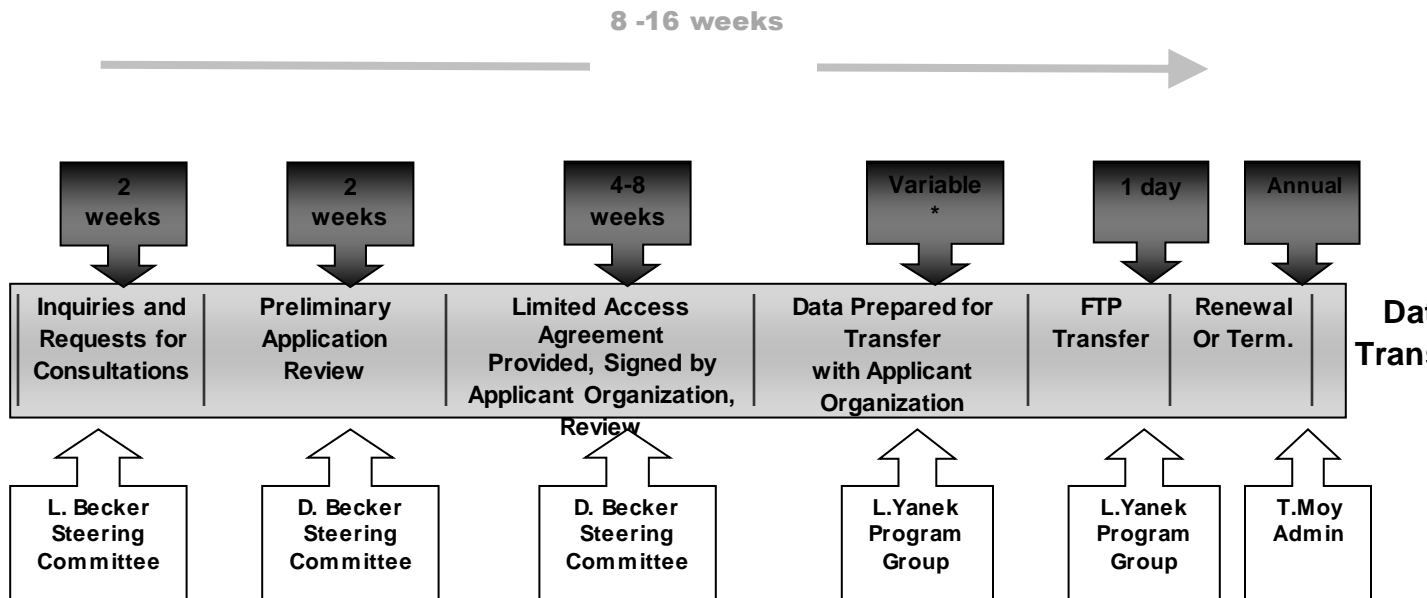 8 -16 weeks
2
weeks
2
weeks
4-8
weeks
Variable
*
1 day
Annual
Inquiries and
Requests for
Consultations
Preliminary
Application
Review
Limited Access
Agreement
Provided, Signed by
Applicant Organization,
Review
Data Prepared for
Transfer
with Applicant
Organization
FTP
Transfer
Renewal
Or Term.
L. Becker
Steering
Committee
D. Becker
Steering
Committee
D. Becker
Steering
Committee
L.Yanek
Program
Group
L.Yanek
Program
Group
T.Moy
Admin